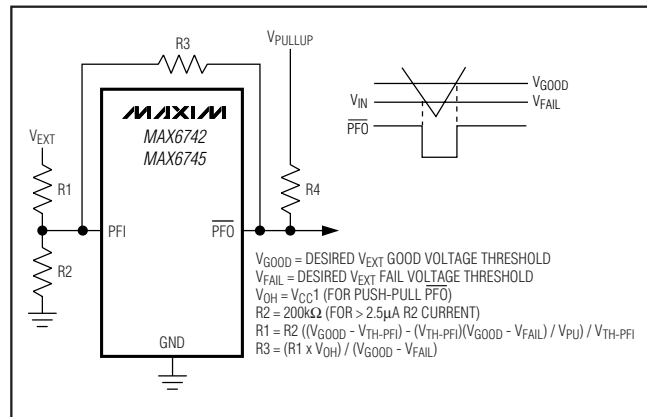 R3
VPULLUP
MAXIM
MAX6742
MAX6745
VEXT
R1
R2
PFI
PFO
R4
GND
VIN
PFO
VGOOD
VFAIL
VGOOD = DESIRED VEXT GOOD VOLTAGE THRESHOLD
VFAIL = DESIRED VEXT FAIL VOLTAGE THRESHOLD
VOH = VCC1 (FOR PUSH-PULL PFO)
R2 = 200kΩ (FOR > 2.5μA R2 CURRENT)
R1 = R2 ((VGOOD - VTH-PFI) - (VTH-PFI)(VGOOD - VFAIL) / VPU) / VTH-PFI
R3 = (R1 x VOH) / (VGOOD - VFAIL)